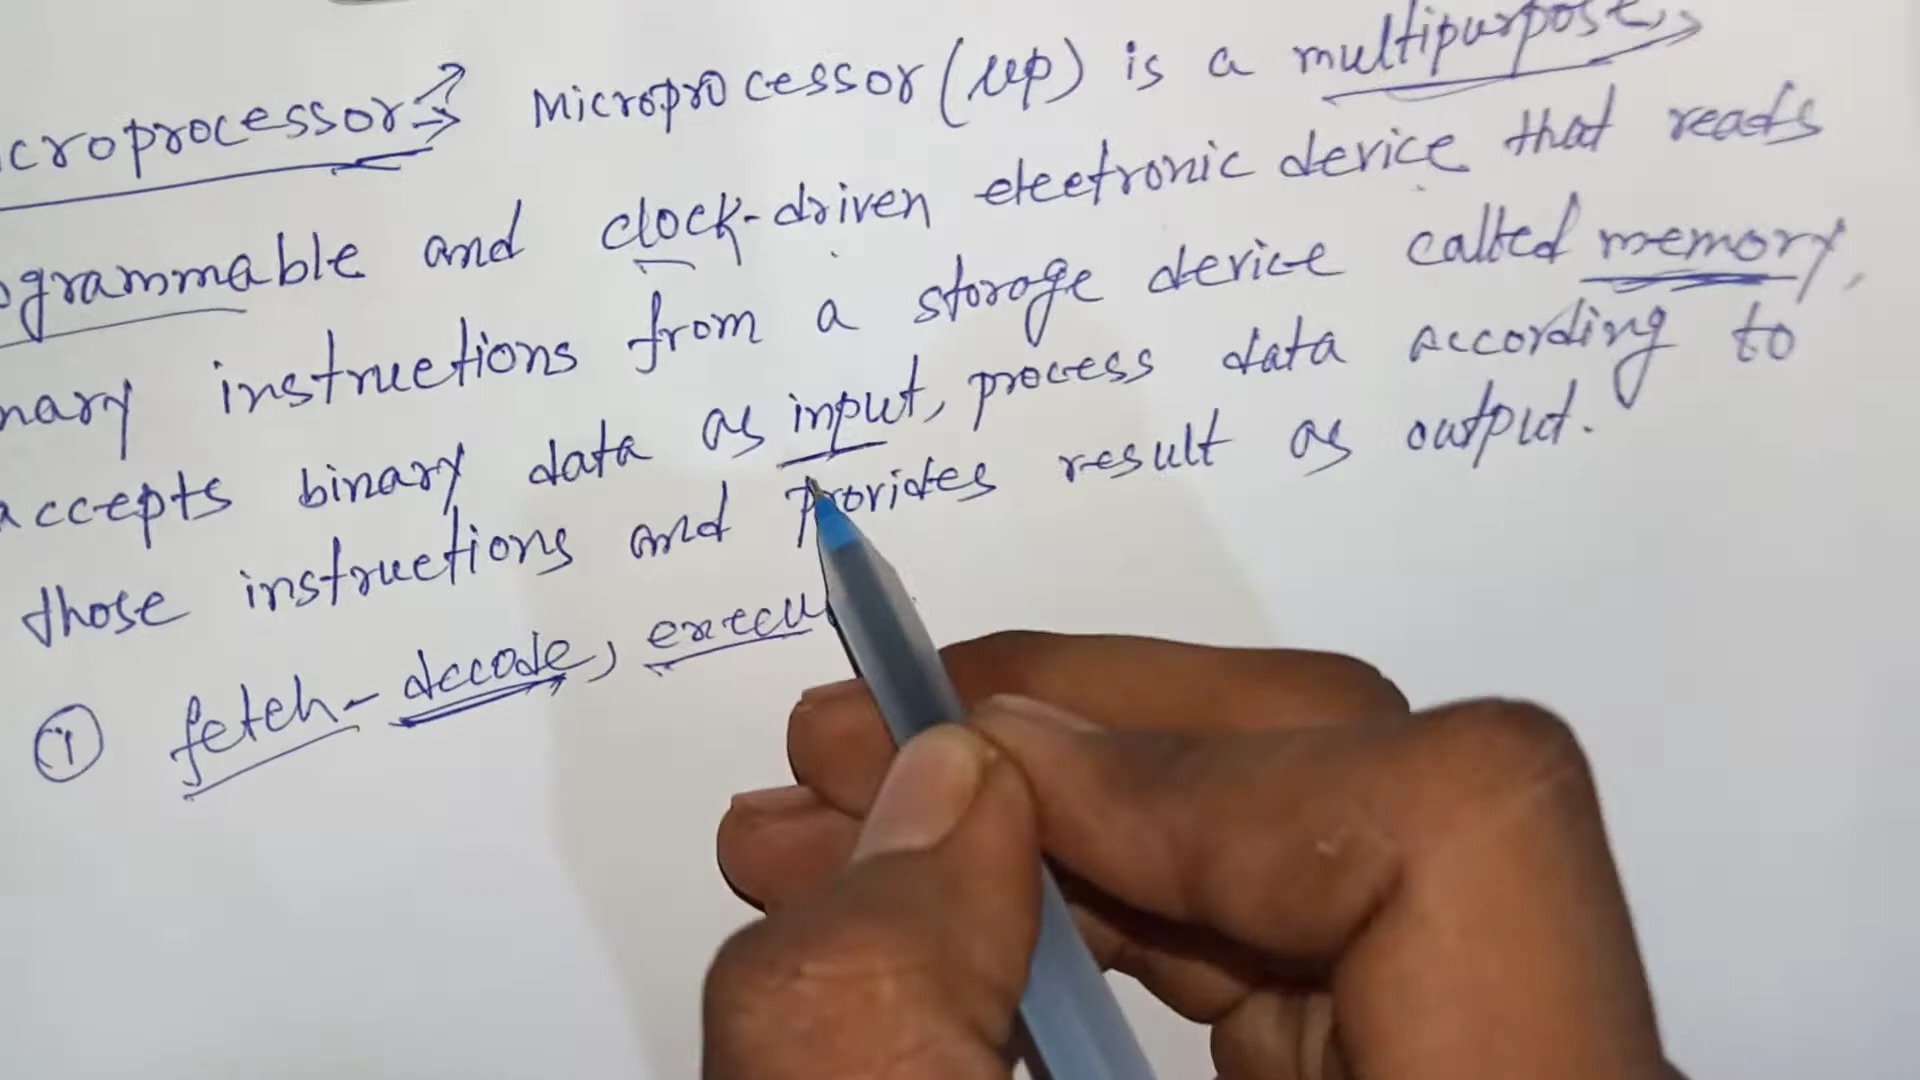 croprocessor⇒ Microprocessor (μp) is a multipurpose,
ogrammable and clock-driven electronic device that reads
nary instructions from a storage device called memory,
accepts binary data as input, process data according to
those instructions and provides result as output.
① fetch - decode, execu